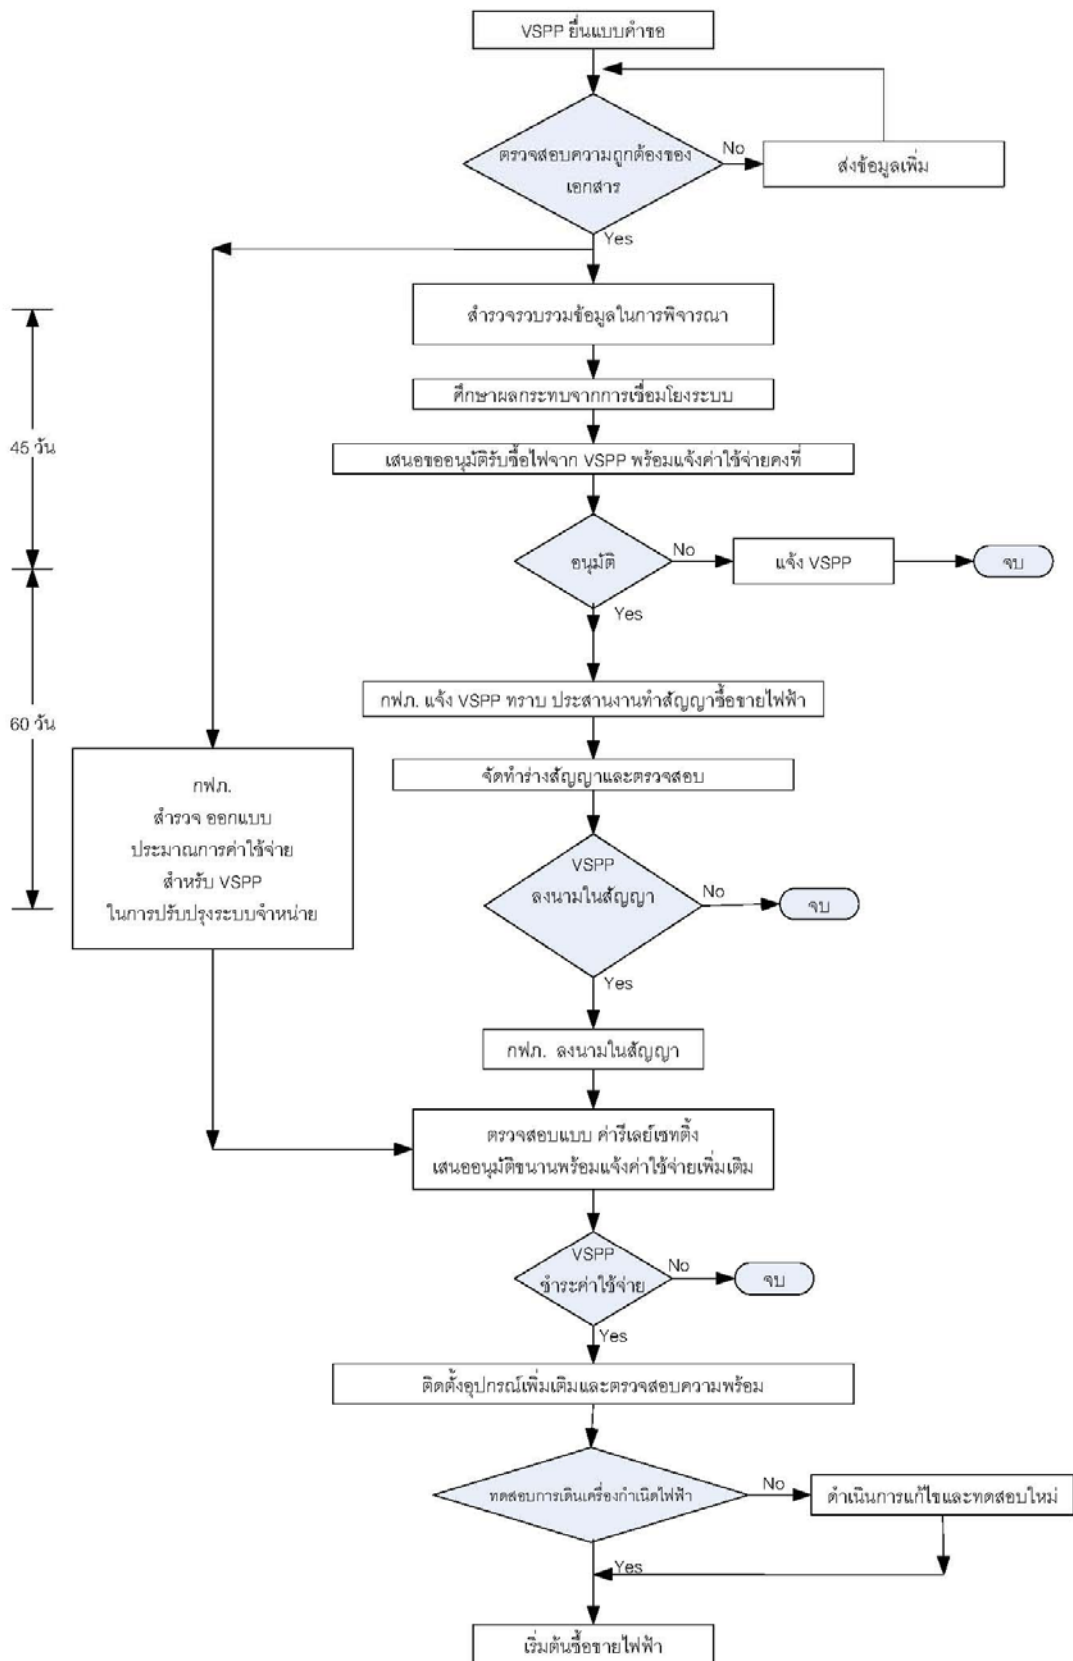 VSPP ยื่นแบบคำขอ
ตรวจสอบความถูกต้องของ
เอกสาร
No
ส่งข้อมูลเพิ่ม
Yes
สำรวจรวบรวมข้อมูลในการพิจารณา
ศึกษาผลกระทบจากการเชื่อมโยงระบบ
45 วัน
เสนอขออนุมัติรับซื้อไฟจาก VSPP พร้อมแจ้งค่าใช้จ่ายคงที่
อนุมัติ
No
แจ้ง VSPP
จบ
Yes
กฟภ. แจ้ง VSPP ทราบ ประสานงานทำสัญญาซื้อขายไฟฟ้า
60 วัน
จัดทำร่างสัญญาและตรวจสอบ
กฟภ.
สำรวจ ออกแบบ
ประมาณการค่าใช้จ่าย
สำหรับ VSPP
ในการปรับปรุงระบบจำหน่าย
VSPP
ลงนามในสัญญา
No
จบ
Yes
กฟภ. ลงนามในสัญญา
ตรวจสอบแบบ ค่ารีเลย์เซทติ้ง
เสนออนุมัติขนานพร้อมแจ้งค่าใช้จ่ายเพิ่มเติม
VSPP
ชำระค่าใช้จ่าย
No
จบ
Yes
ติดตั้งอุปกรณ์เพิ่มเติมและตรวจสอบความพร้อม
ทดสอบการเดินเครื่องกำเนิดไฟฟ้า
No
ดำเนินการแก้ไขและทดสอบใหม่
Yes
เริ่มต้นซื้อขายไฟฟ้า